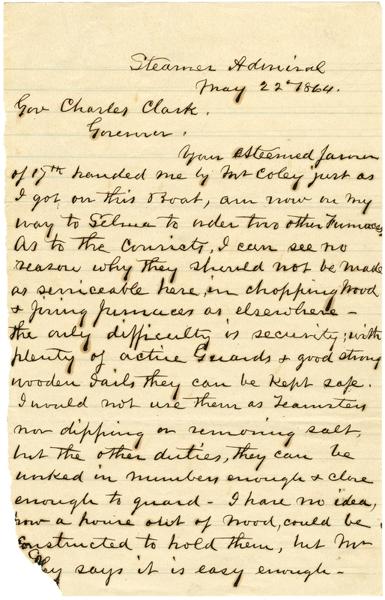 Steamer Admiral
May 22d 1864.
Gov Charles Clark.
Governor.
Your esteemed favor
of 17th handed me by Mr Coley just as
I got on this Boat, am now on my
way to Selma to order two other Furnaces
As to the Convicts, I can see no
reason why they should not be made
as serviceable here, in chopping Wood
& firing furnaces as elsewhere -
the only difficulty is security; with
plenty of active Guards & good strong
wooden Jails they can be kept safe.
I would not use them as Teamsters
nor dipping or removing salt,
but the other duties, they can be
worked in numbers enough & close
enough to guard - I have no idea,
how a house out of wood, could be
constructed to hold them, but Mr
Coley says it is easy enough -